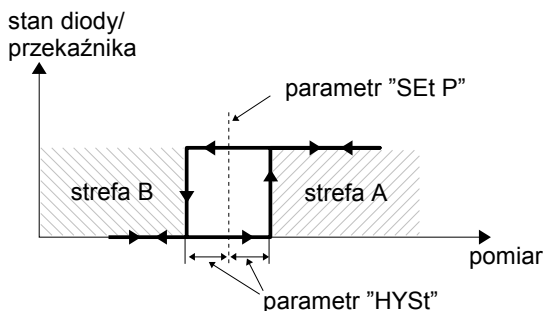 stan diody/
przekaźnika
parametr ”SEt P”
strefa B
strefa A
pomiar
parametr ”HYSt”